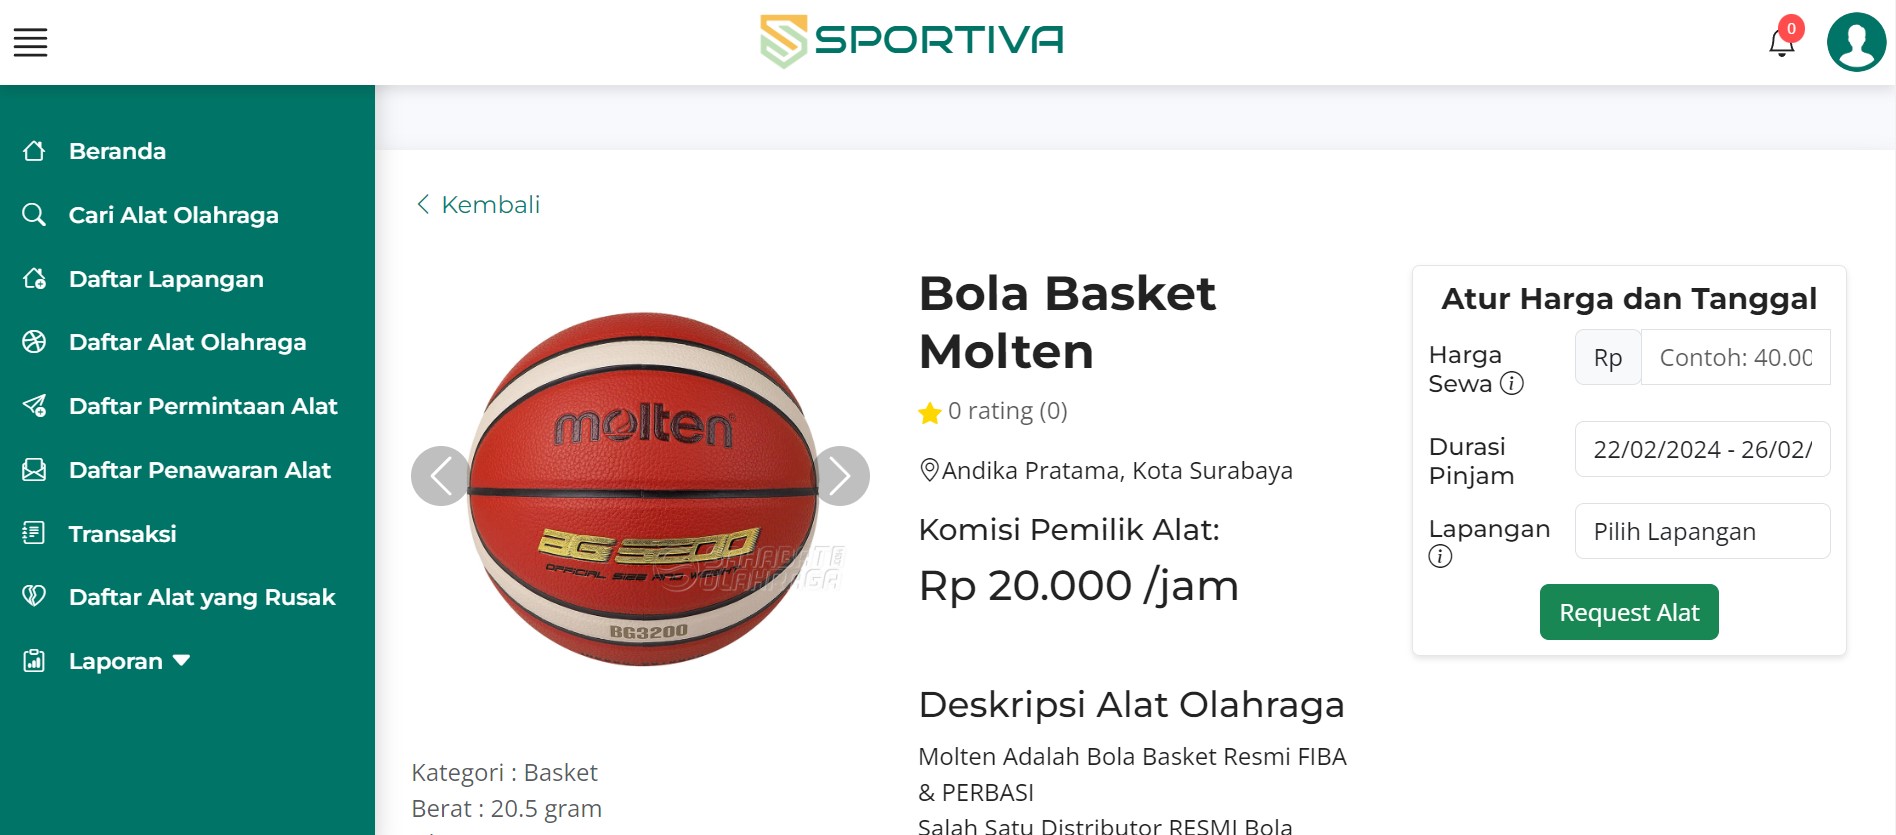 SPORTIVA
0
Beranda
Cari Alat Olahraga
Daftar Lapangan
Daftar Alat Olahraga
Daftar Permintaan Alat
Daftar Penawaran Alat
Transaksi
Daftar Alat yang Rusak
Laporan
Kembali
molten
OFFICIAL SIZE AND
BG3200
OLAHRAGA
Kategori : Basket
Berat : 20.5 gram
Bola Basket
Molten
0 rating (0)
Andika Pratama, Kota Surabaya
Komisi Pemilik Alat:
Rp 20.000 /jam
Deskripsi Alat Olahraga
Molten Adalah Bola Basket Resmi FIBA
& PERBASI
Salah Satu Distributor RESMI Bola
Atur Harga dan Tanggal
Harga
Sewa
Rp
Contoh: 40.00
Durasi
Pinjam
22/02/2024 - 26/02/
Lapangan
Pilih Lapangan
Request Alat